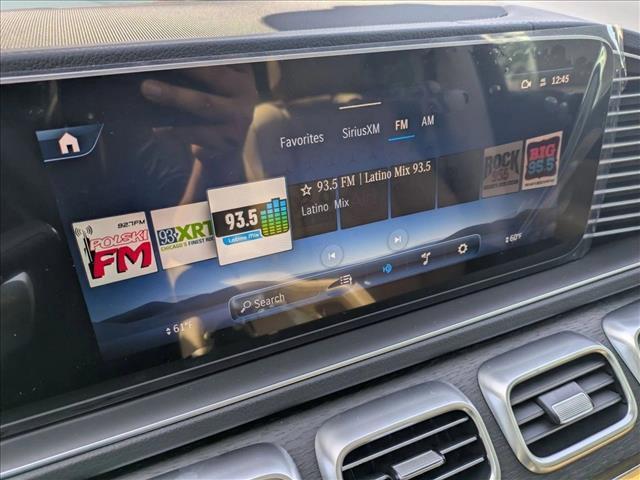 12:45
Favorites SiriusXM FM AM
92.7FM
POLSKI
FM
93XRT
CHICAGO'S FINEST ROCK
93.5
Latino Mix
93.5 FM | Latino Mix 93.5
Latino Mix
ROCK
BIG
95.5
Search
61°F
60°F